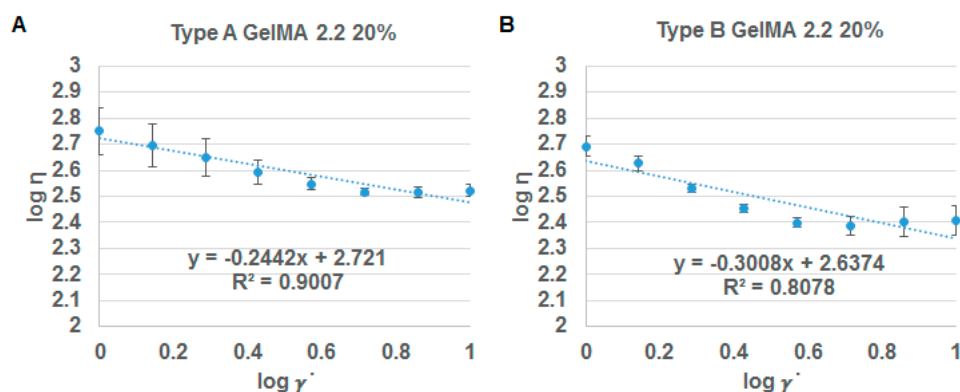 A
Type A GelMA 2.2 20%
3
2.9
2.8
2.7
2.6
2.5
2.4
2.3
2.2
2.1
2
log η
y = -0.2442x + 2.721
R² = 0.9007
0 0.2 0.4 0.6 0.8 1
log γ˙
B
Type B GelMA 2.2 20%
3
2.9
2.8
2.7
2.6
2.5
2.4
2.3
2.2
2.1
2
log η
y = -0.3008x + 2.6374
R² = 0.8078
0 0.2 0.4 0.6 0.8 1
log γ˙